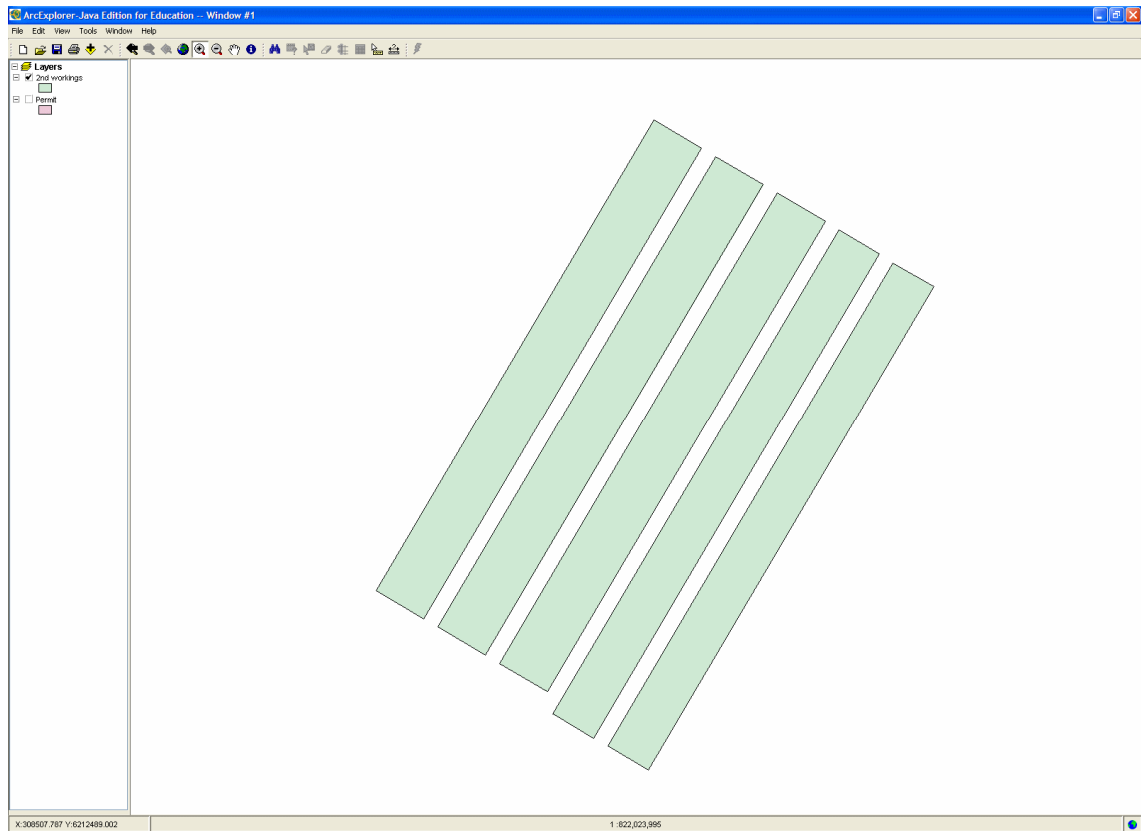 ArcExplorer-Java Edition for Education -- Window #1
File Edit View Tools Window Help
Layers
2nd workings
Permit
X:308507.787 Y:6212489.002 1 :822,023,995